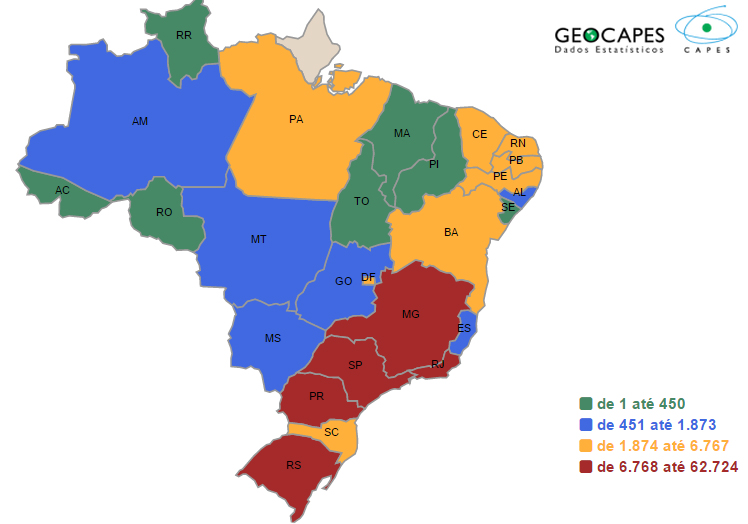 GEOCAPES
Dados Estatísticos
CAPES
RR
AM
PA
MA
CE
RN
PB
PI
PE
AC
AL
TO
SE
RO
BA
MT
DF
GO
MG
ES
MS
SP
RJ
PR
SC
RS
de 1 até 450
de 451 até 1.873
de 1.874 até 6.767
de 6.768 até 62.724